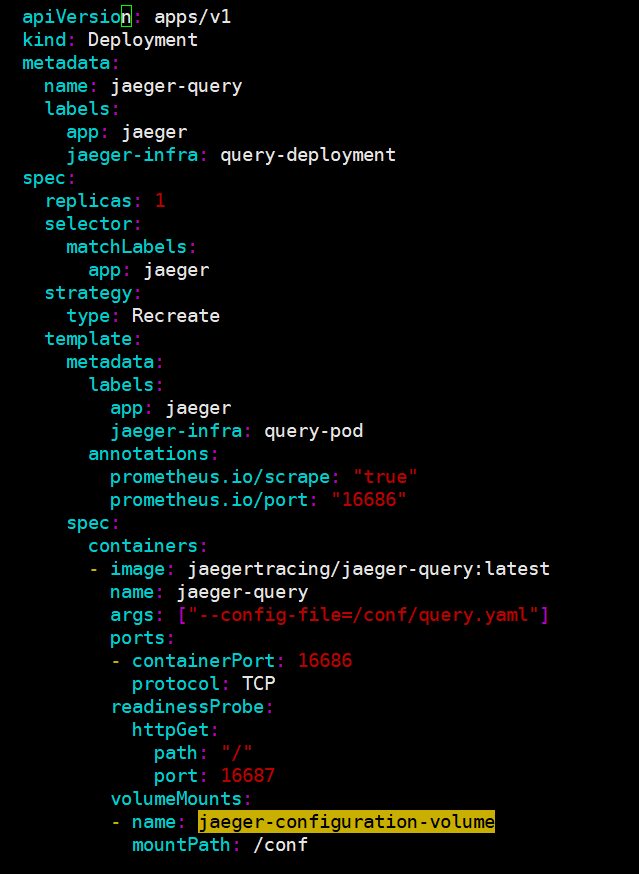 apiVersion: apps/v1
kind: Deployment
metadata:
  name: jaeger-query
  labels:
    app: jaeger
    jaeger-infra: query-deployment
spec:
  replicas: 1
  selector:
    matchLabels:
      app: jaeger
  strategy:
    type: Recreate
  template:
    metadata:
      labels:
        app: jaeger
        jaeger-infra: query-pod
      annotations:
        prometheus.io/scrape: "true"
        prometheus.io/port: "16686"
    spec:
      containers:
      - image: jaegertracing/jaeger-query:latest
        name: jaeger-query
        args: ["--config-file=/conf/query.yaml"]
        ports:
        - containerPort: 16686
          protocol: TCP
        readinessProbe:
          httpGet:
            path: "/"
            port: 16687
        volumeMounts:
        - name: jaeger-configuration-volume
          mountPath: /conf